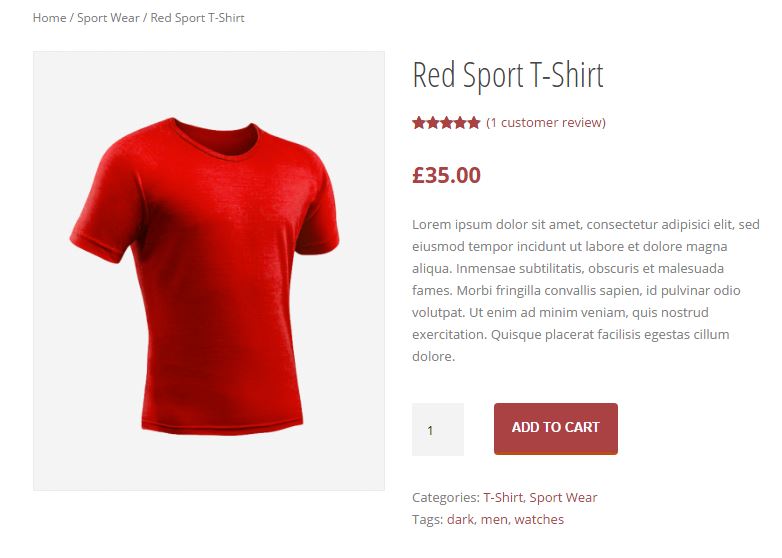 Home / Sport Wear / Red Sport T-Shirt
Red Sport T-Shirt
(1 customer review)
£35.00
Lorem ipsum dolor sit amet, consectetur adipisici elit, sed
eiusmod tempor incidunt ut labore et dolore magna
aliqua. Inmensae subtilitatis, obscuris et malesuada
fames. Morbi fringilla convallis sapien, id pulvinar odio
volutpat. Ut enim ad minim veniam, quis nostrud
exercitation. Quisque placerat facilisis egestas cillum
dolore.
1
ADD TO CART
Categories: T-Shirt, Sport Wear
Tags: dark, men, watches